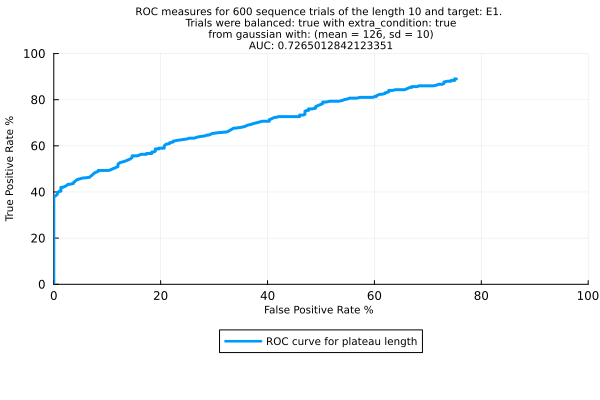 ROC measures for 600 sequence trials of the length 10 and target: E1.
Trials were balanced: true with extra_condition: true
from gaussian with: (mean = 126, sd = 10)
AUC: 0.7265012842123351
100
80
60
40
20
0
True Positive Rate %
0 20 40 60 80 100
False Positive Rate %
ROC curve for plateau length